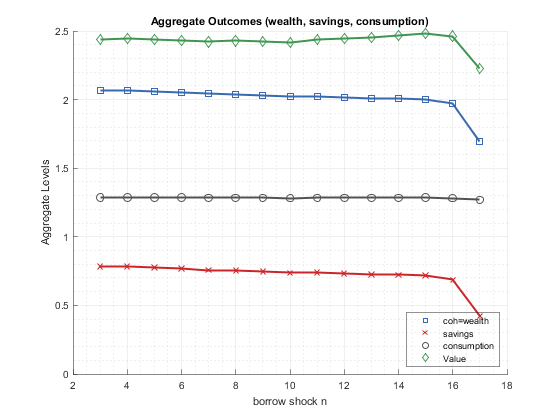 Aggregate Outcomes (wealth, savings, consumption)
2.5
2
1.5
1
0.5
0
Aggregate Levels
2
4
6
8
10
12
14
16
18
borrow shock n
coh=wealth
savings
consumption
Value